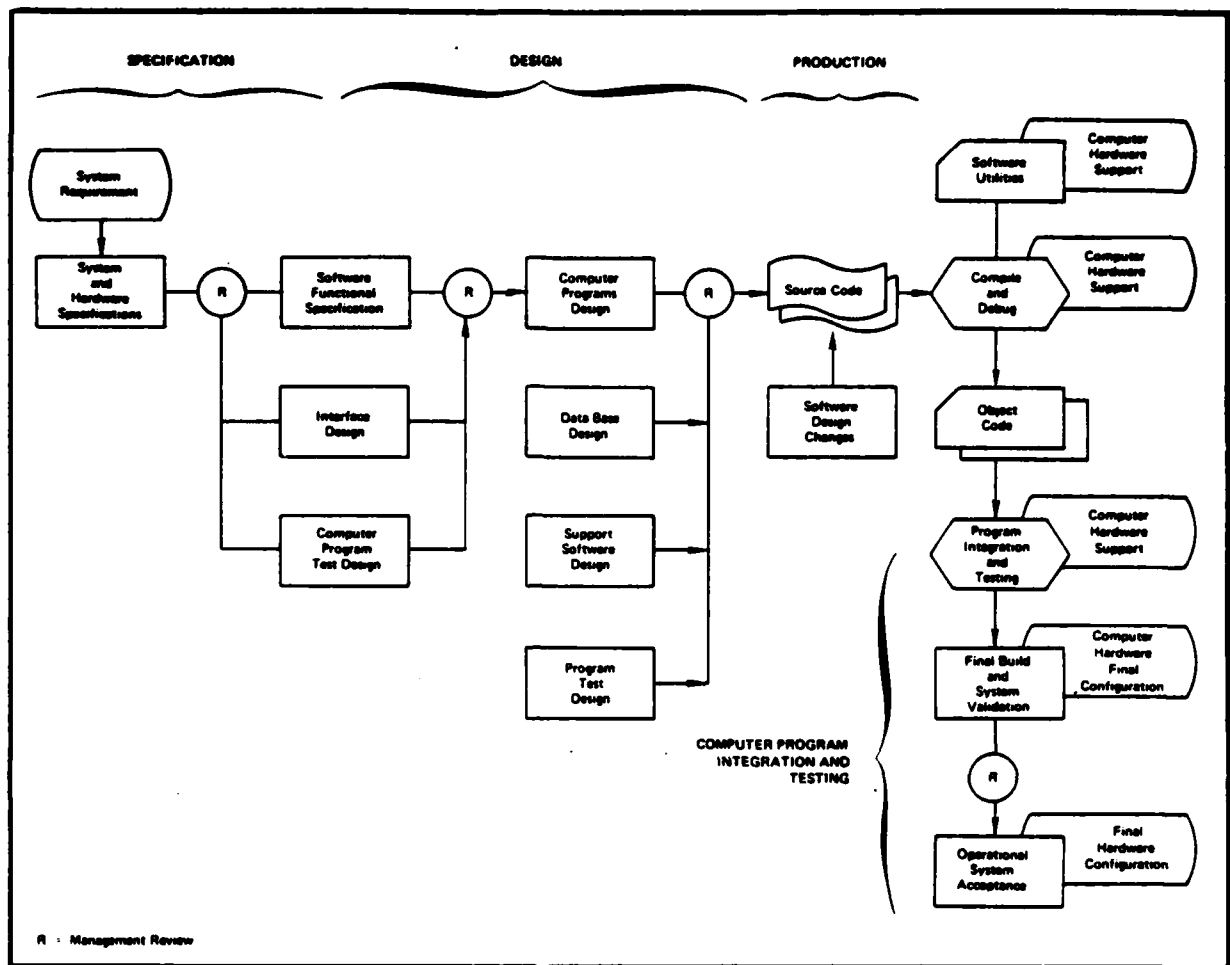 SPECIFICATION
DESIGN
PRODUCTION
System
Requirement
System
and
Hardware
Specifications
R
Software
Functional
Specification
R
Computer
Programs
Design
R
Source Code
Interface
Design
Computer
Program
Test Design
Data Base
Design
Support
Software
Design
Program
Test
Design
Software
Design
Changes
Software
Utilities
Computer
Hardware
Support
Compile
and
Debug
Computer
Hardware
Support
Object
Code
Program
Integration
and
Testing
Computer
Hardware
Support
Final Build
and
System
Validation
Computer
Hardware
Final
Configuration
COMPUTER PROGRAM
INTEGRATION AND
TESTING
R
Operational
System
Acceptance
Final
Hardware
Configuration
R : Management Review